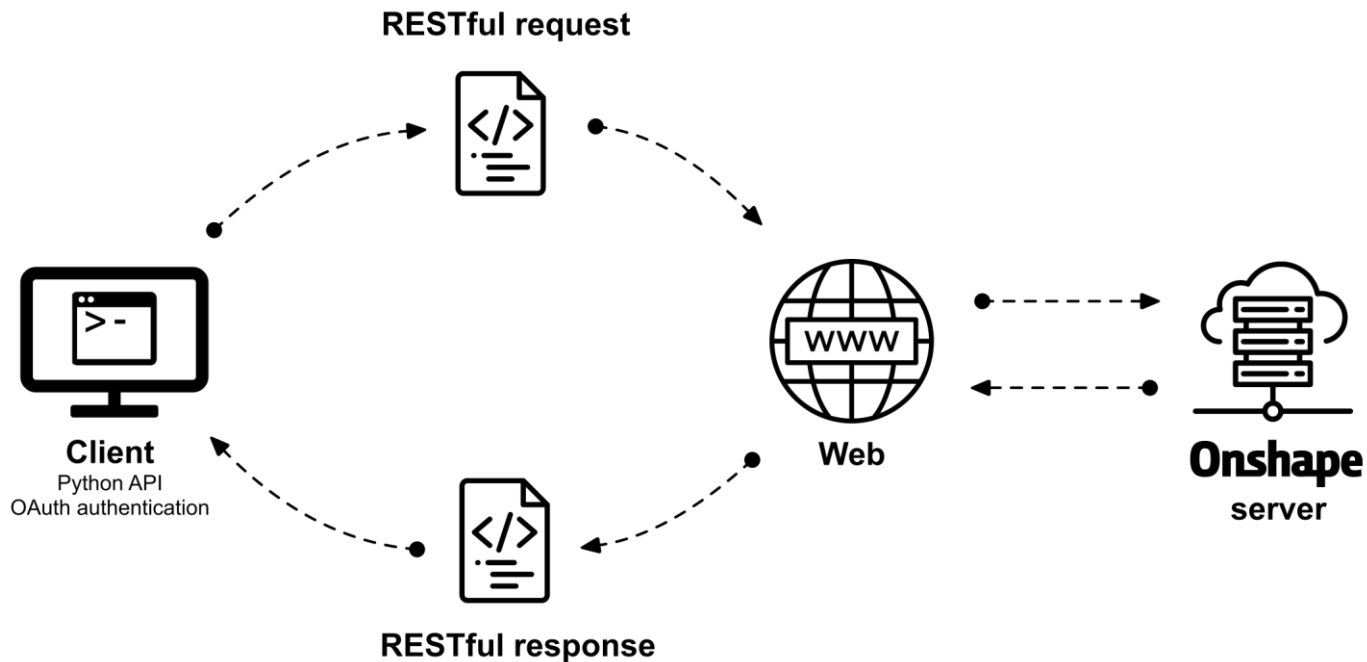 RESTful request
</>
>-
Client
Python API
OAuth authentication
www
Web
Onshape
server
</>
RESTful response